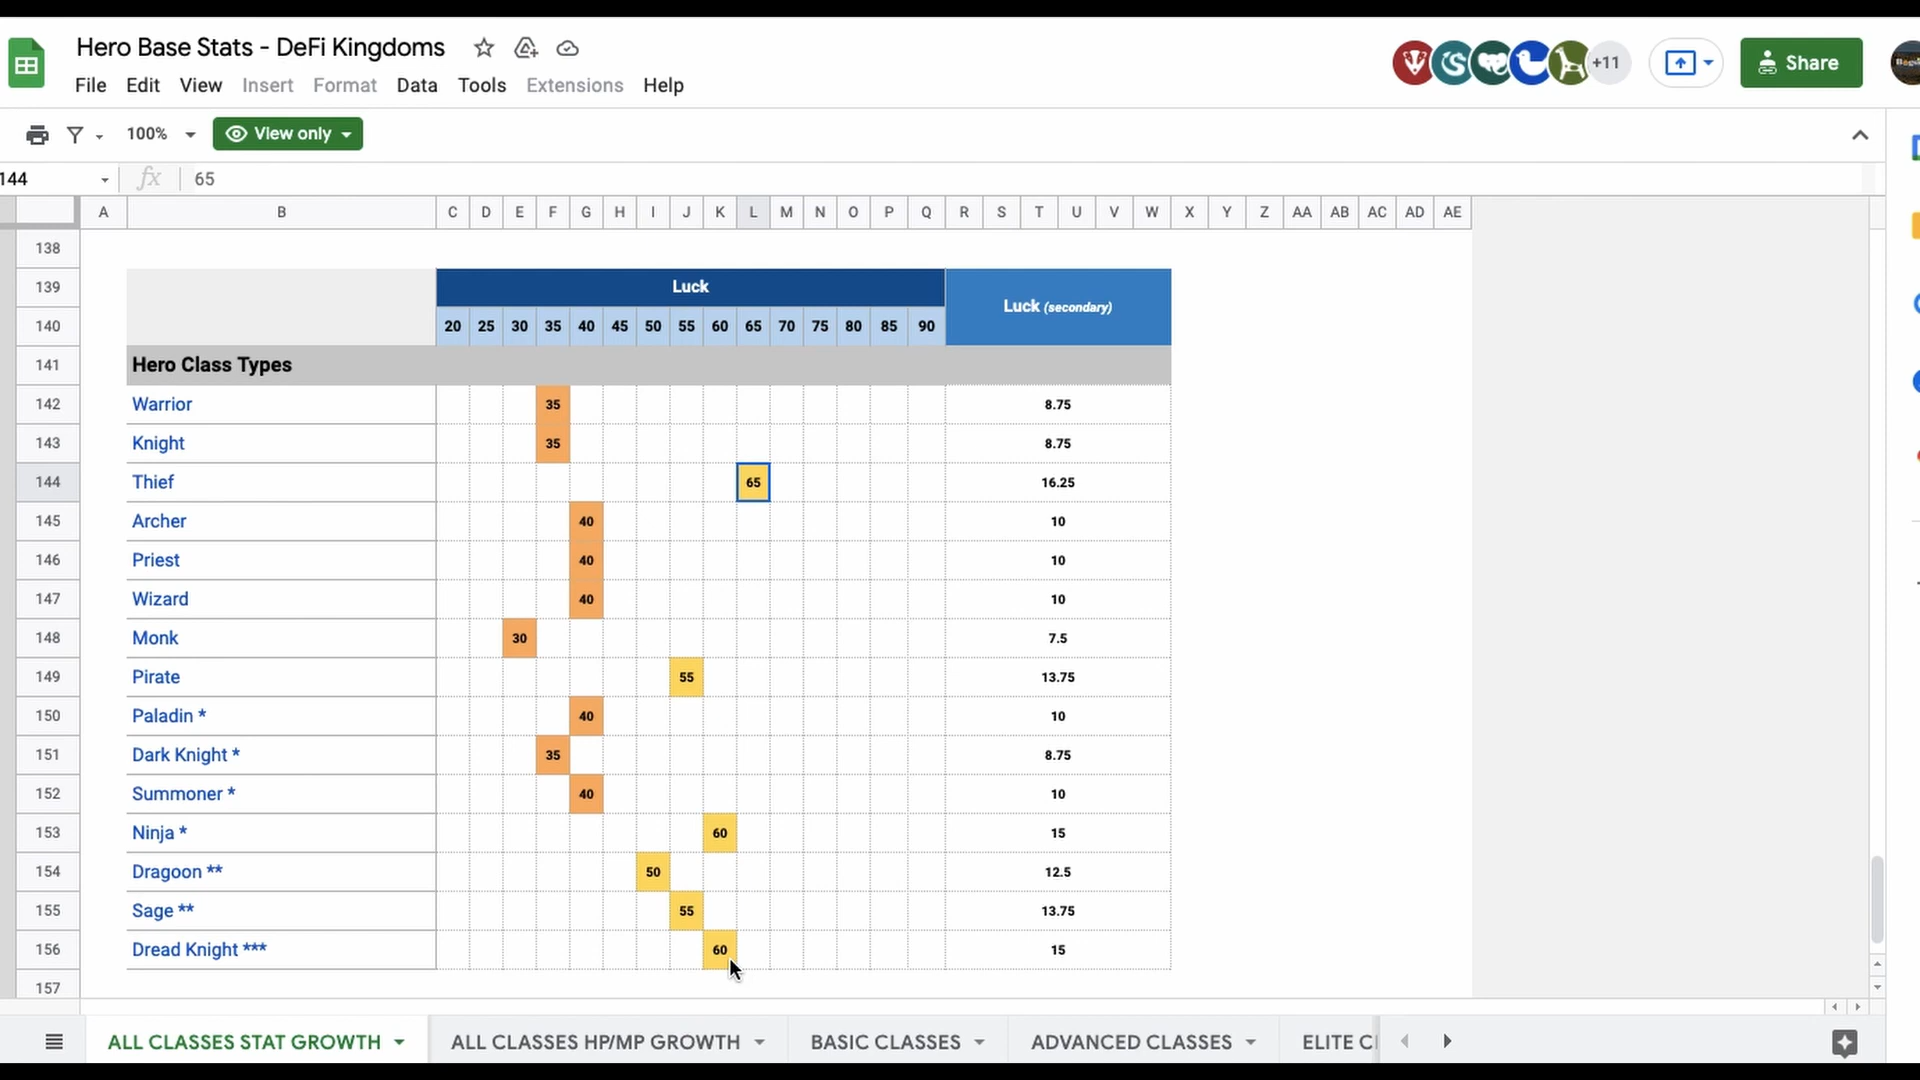 Hero Base Stats - DeFi Kingdoms
File Edit View Insert Format Data Tools Extensions Help
+11
Share
100%
View only
144
fx
65
A B C D E F G H I J K L M N O P Q R S T U V W X Y Z AA AB AC AD AE
138
139 Luck
Luck (secondary)
140 20 25 30 35 40 45 50 55 60 65 70 75 80 85 90
141 Hero Class Types
142 Warrior 35 8.75
143 Knight 35 8.75
144 Thief 65 16.25
145 Archer 40 10
146 Priest 40 10
147 Wizard 40 10
148 Monk 30 7.5
149 Pirate 55 13.75
150 Paladin * 40 10
151 Dark Knight * 35 8.75
152 Summoner * 40 10
153 Ninja * 60 15
154 Dragoon ** 50 12.5
155 Sage ** 55 13.75
156 Dread Knight *** 60 15
157
ALL CLASSES STAT GROWTH ALL CLASSES HP/MP GROWTH BASIC CLASSES ADVANCED CLASSES ELITE C